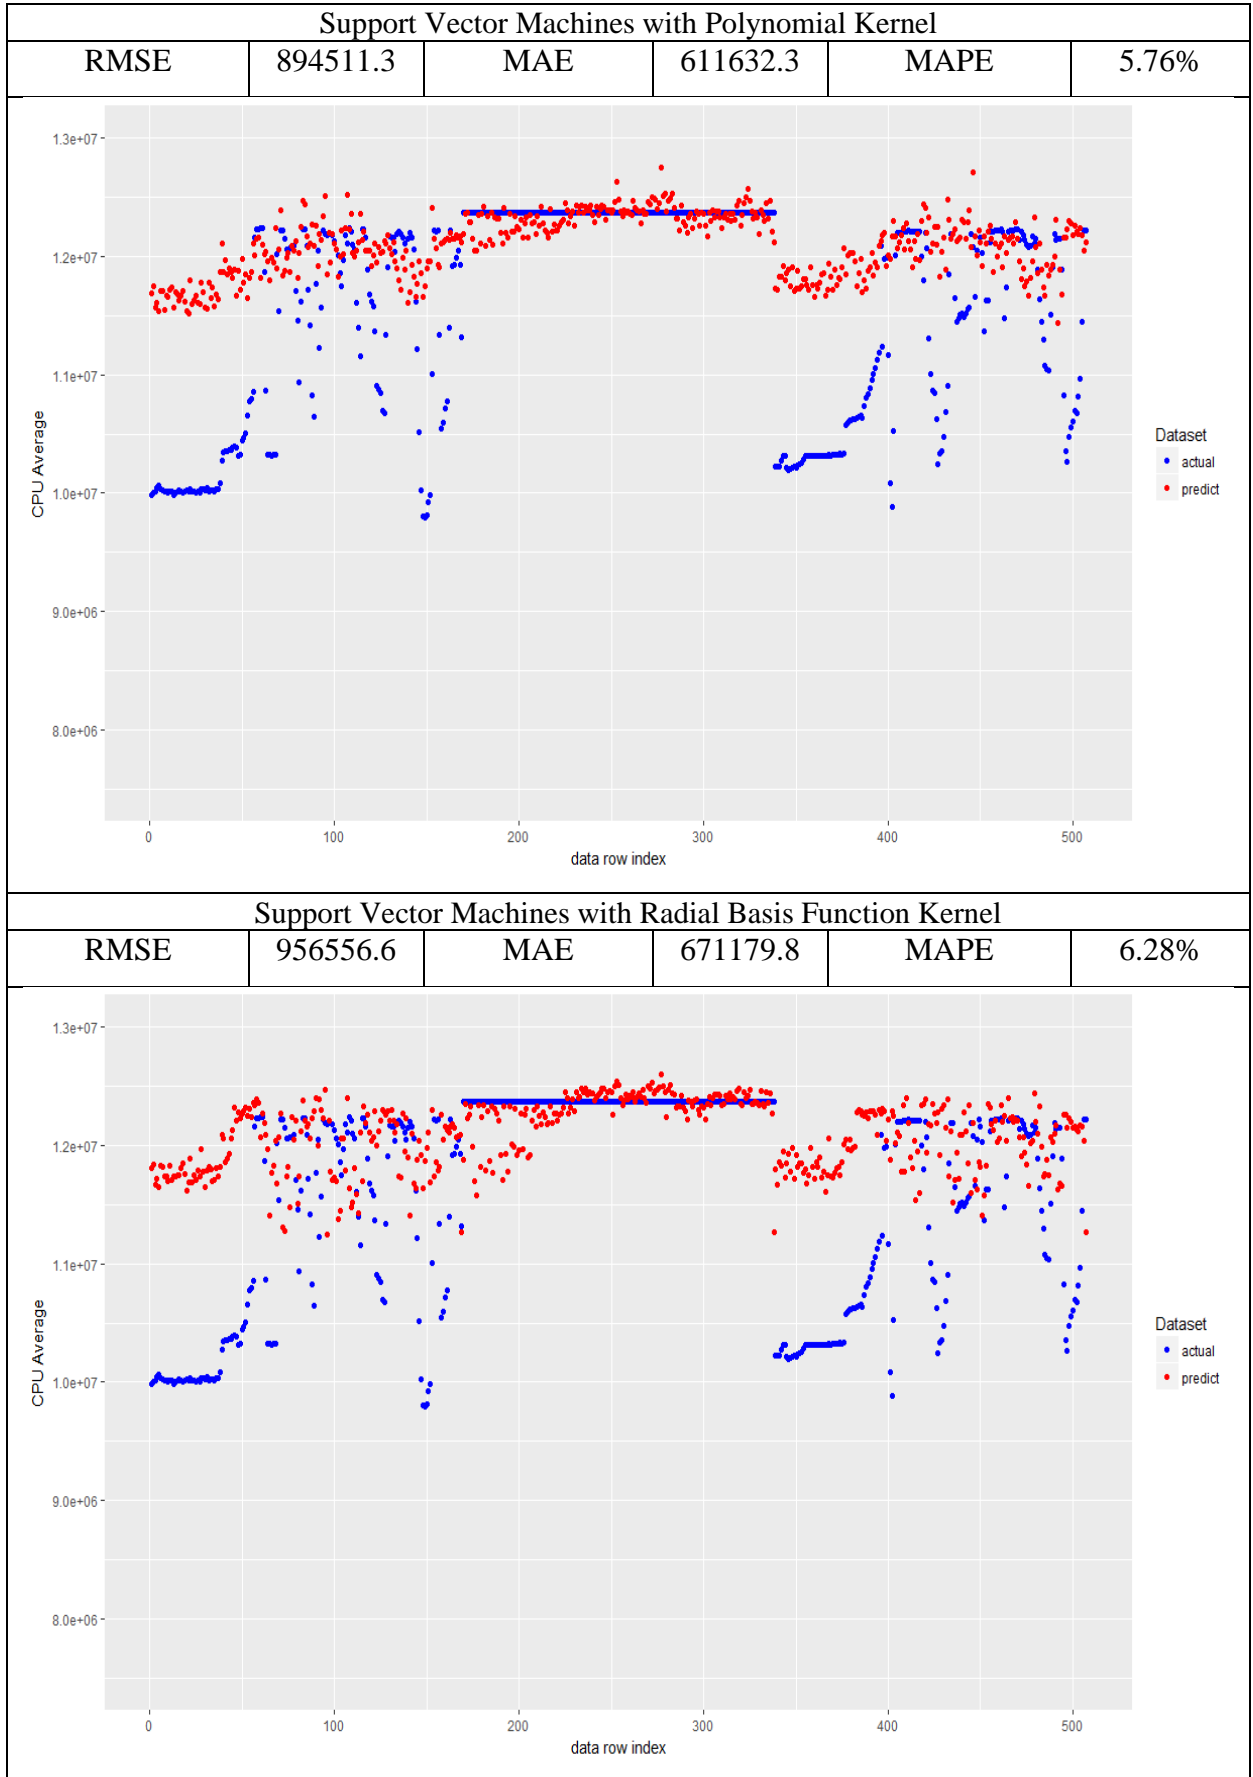 Support Vector Machines with Polynomial Kernel
RMSE 894511.3 MAE 611632.3 MAPE 5.76%
1.3e+07
1.2e+07
1.1e+07
1.0e+07
9.0e+06
8.0e+06
CPU Average
0 100 200 300 400 500
data row index
Dataset
actual
predict
Support Vector Machines with Radial Basis Function Kernel
RMSE 956556.6 MAE 671179.8 MAPE 6.28%
1.3e+07
1.2e+07
1.1e+07
1.0e+07
9.0e+06
8.0e+06
CPU Average
0 100 200 300 400 500
data row index
Dataset
actual
predict